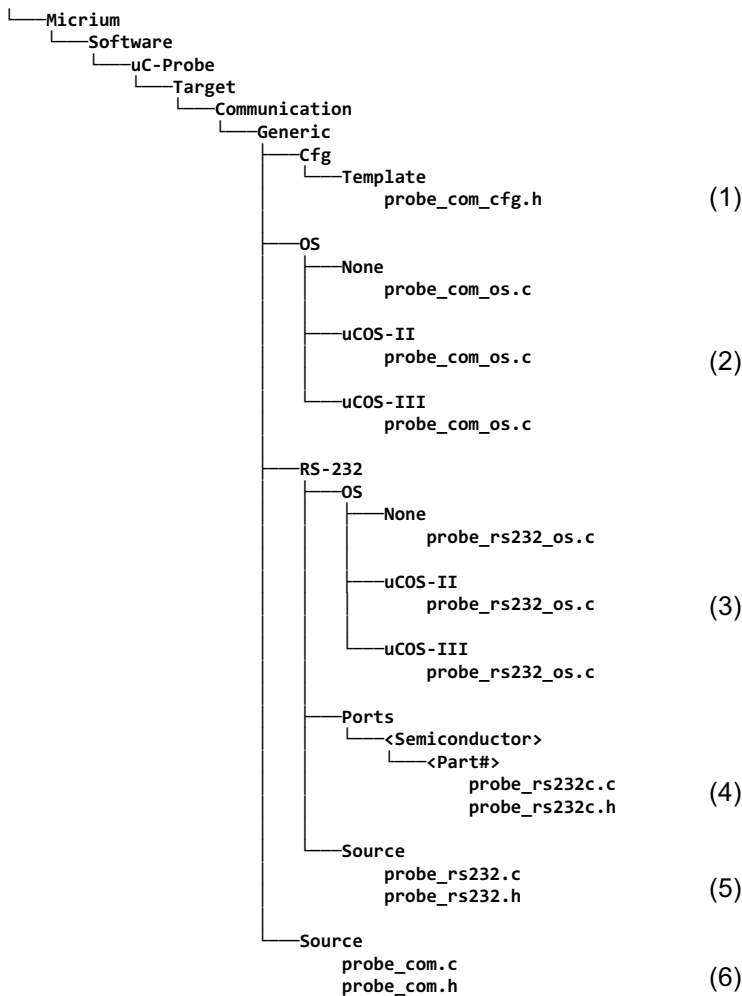 └───Micrium
└───Software
└───uC-Probe
└───Target
└───Communication
└───Generic
├───Cfg
│ └───Template
│ probe_com_cfg.h (1)
├───OS
│ ├───None
│ │ probe_com_os.c
│ ├───uCOS-II
│ │ probe_com_os.c (2)
│ └───uCOS-III
│ probe_com_os.c
├───RS-232
│ ├───OS
│ │ ├───None
│ │ │ probe_rs232_os.c
│ │ ├───uCOS-II
│ │ │ probe_rs232_os.c (3)
│ │ └───uCOS-III
│ │ probe_rs232_os.c
│ ├───Ports
│ │ └───<Semiconductor>
│ │ └───<Part#>
│ │ probe_rs232c.c
│ │ probe_rs232c.h (4)
│ └───Source
│ probe_rs232.c
│ probe_rs232.h (5)
└───Source
probe_com.c
probe_com.h (6)